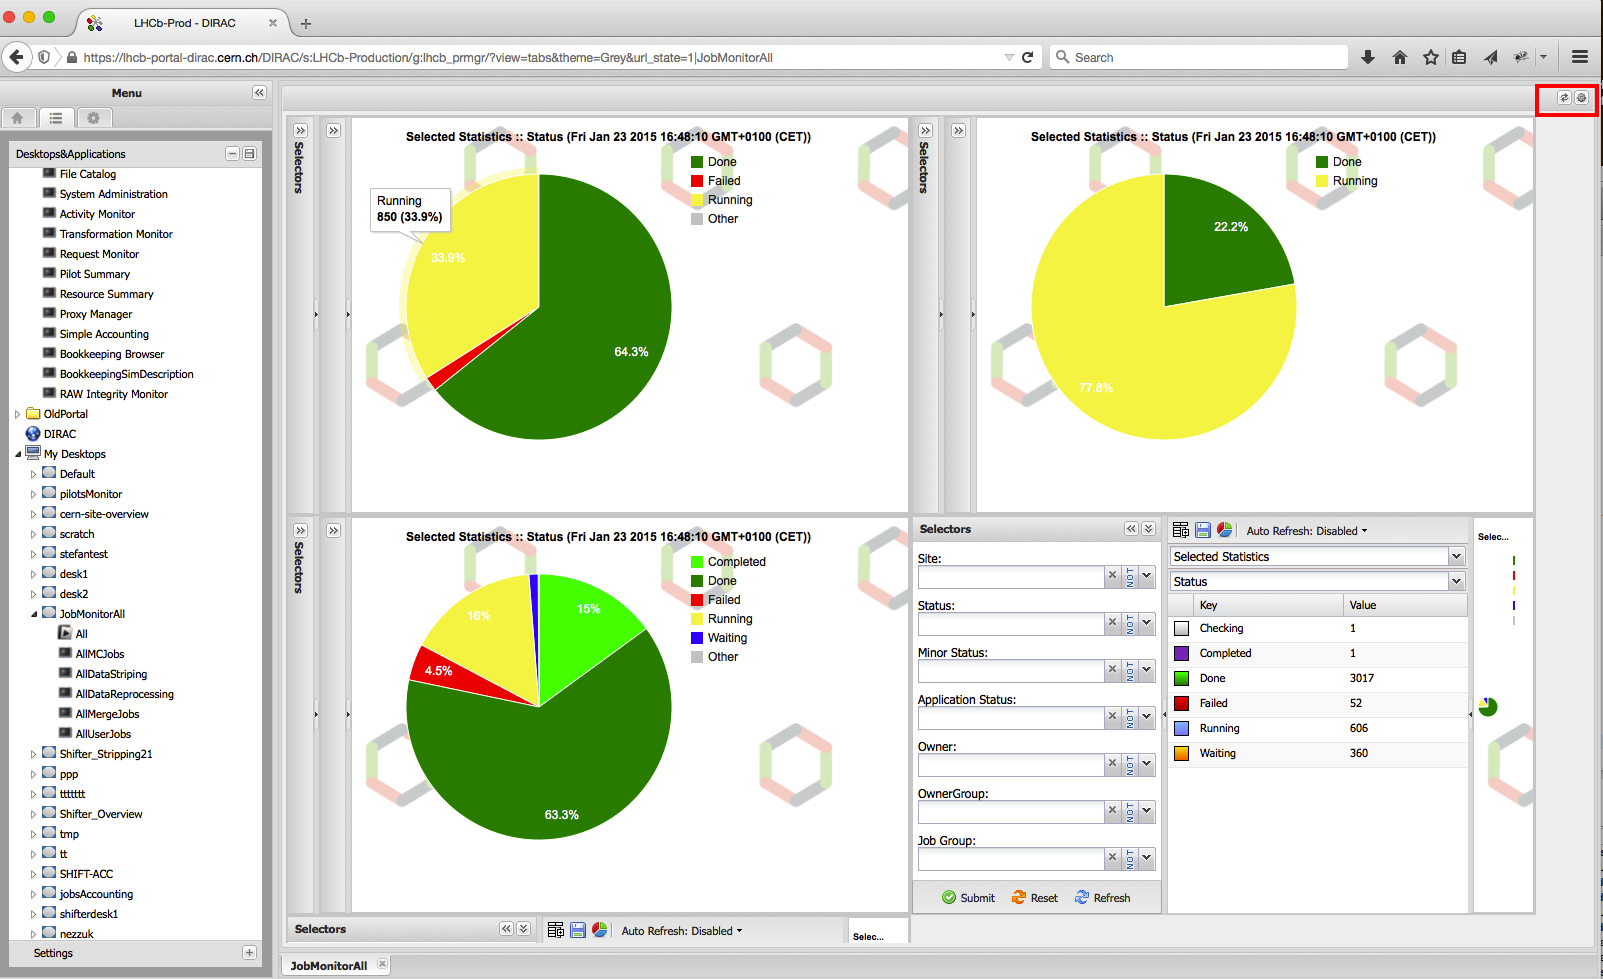 LHCb-Prod - DIRAC
https://lhcb-portal-dirac.cern.ch/DIRAC/s:LHCb-Production/g:lhcb_prmgr/?view=tabs&theme=Grey&url_state=1|JobMonitorAll
Search
Menu
Desktops&Applications
File Catalog
System Administration
Activity Monitor
Transformation Monitor
Request Monitor
Pilot Summary
Resource Summary
Proxy Manager
Simple Accounting
Bookkeeping Browser
BookkeepingSimDescription
RAW Integrity Monitor
OldPortal
DIRAC
My Desktops
Default
pilotsMonitor
cern-site-overview
scratch
stefantest
desk1
desk2
JobMonitorAll
All
AllMCJobs
AllDataStriping
AllDataReprocessing
AllMergeJobs
AllUserJobs
Shifter_Stripping21
ppp
ttttttt
Shifter_Overview
tmp
tt
SHIFT-ACC
jobsAccounting
shifterdesk1
nezzuk
Settings
Selectors
Selected Statistics :: Status (Fri Jan 23 2015 16:48:10 GMT+0100 (CET))
Done
Failed
Running
Other
Running
850 (33.9%)
33.9%
64.3%
Selectors
Selected Statistics :: Status (Fri Jan 23 2015 16:48:10 GMT+0100 (CET))
Done
Running
22.2%
77.8%
Selectors
Selected Statistics :: Status (Fri Jan 23 2015 16:48:10 GMT+0100 (CET))
Completed
Done
Failed
Running
Waiting
Other
15%
16%
4.5%
63.3%
Selectors
Site:
NOT
Status:
NOT
Minor Status:
NOT
Application Status:
NOT
Owner:
NOT
OwnerGroup:
NOT
Job Group:
NOT
Submit Reset Refresh
Auto Refresh: Disabled
Selected Statistics
Status
Key Value
Checking 1
Completed 1
Done 3017
Failed 52
Running 606
Waiting 360
Selec...
Selectors
Auto Refresh: Disabled
Selec...
JobMonitorAll